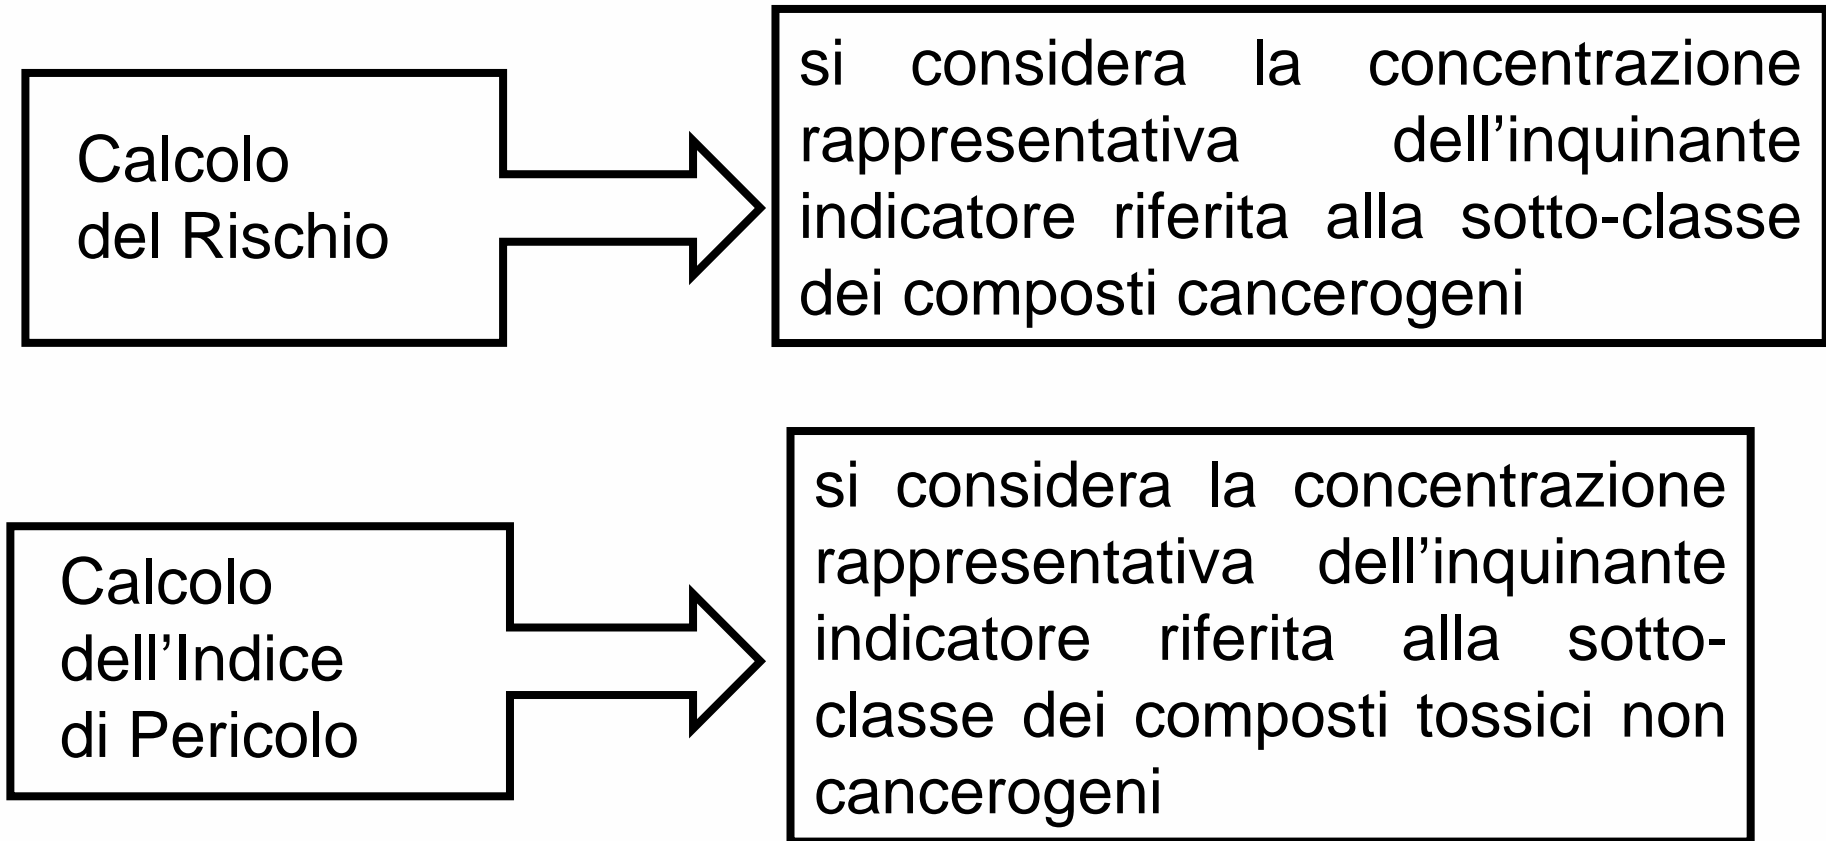 Calcolo
del Rischio
si considera la concentrazione
rappresentativa dell’inquinante
indicatore riferita alla sotto-classe
dei composti cancerogeni
Calcolo
dell’Indice
di Pericolo
si considera la concentrazione
rappresentativa dell’inquinante
indicatore riferita alla sotto-
classe dei composti tossici non
cancerogeni